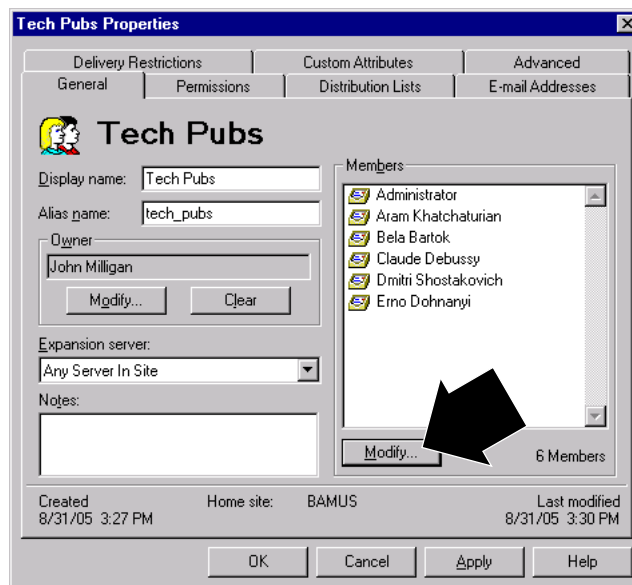 Tech Pubs Properties
Delivery Restrictions Custom Attributes Advanced
General Permissions Distribution Lists E-mail Addresses
Tech Pubs
Display name: Tech Pubs
Alias name: tech_pubs
Owner
John Milligan
Modify... Clear
Expansion server:
Any Server In Site
Notes:
Members
Administrator
Aram Khatchaturian
Bela Bartok
Claude Debussy
Dmitri Shostakovich
Erno Dohnanyi
Modify... 6 Members
Created Home site: BAMUS Last modified
8/31/05 3:27 PM 8/31/05 3:30 PM
OK Cancel Apply Help